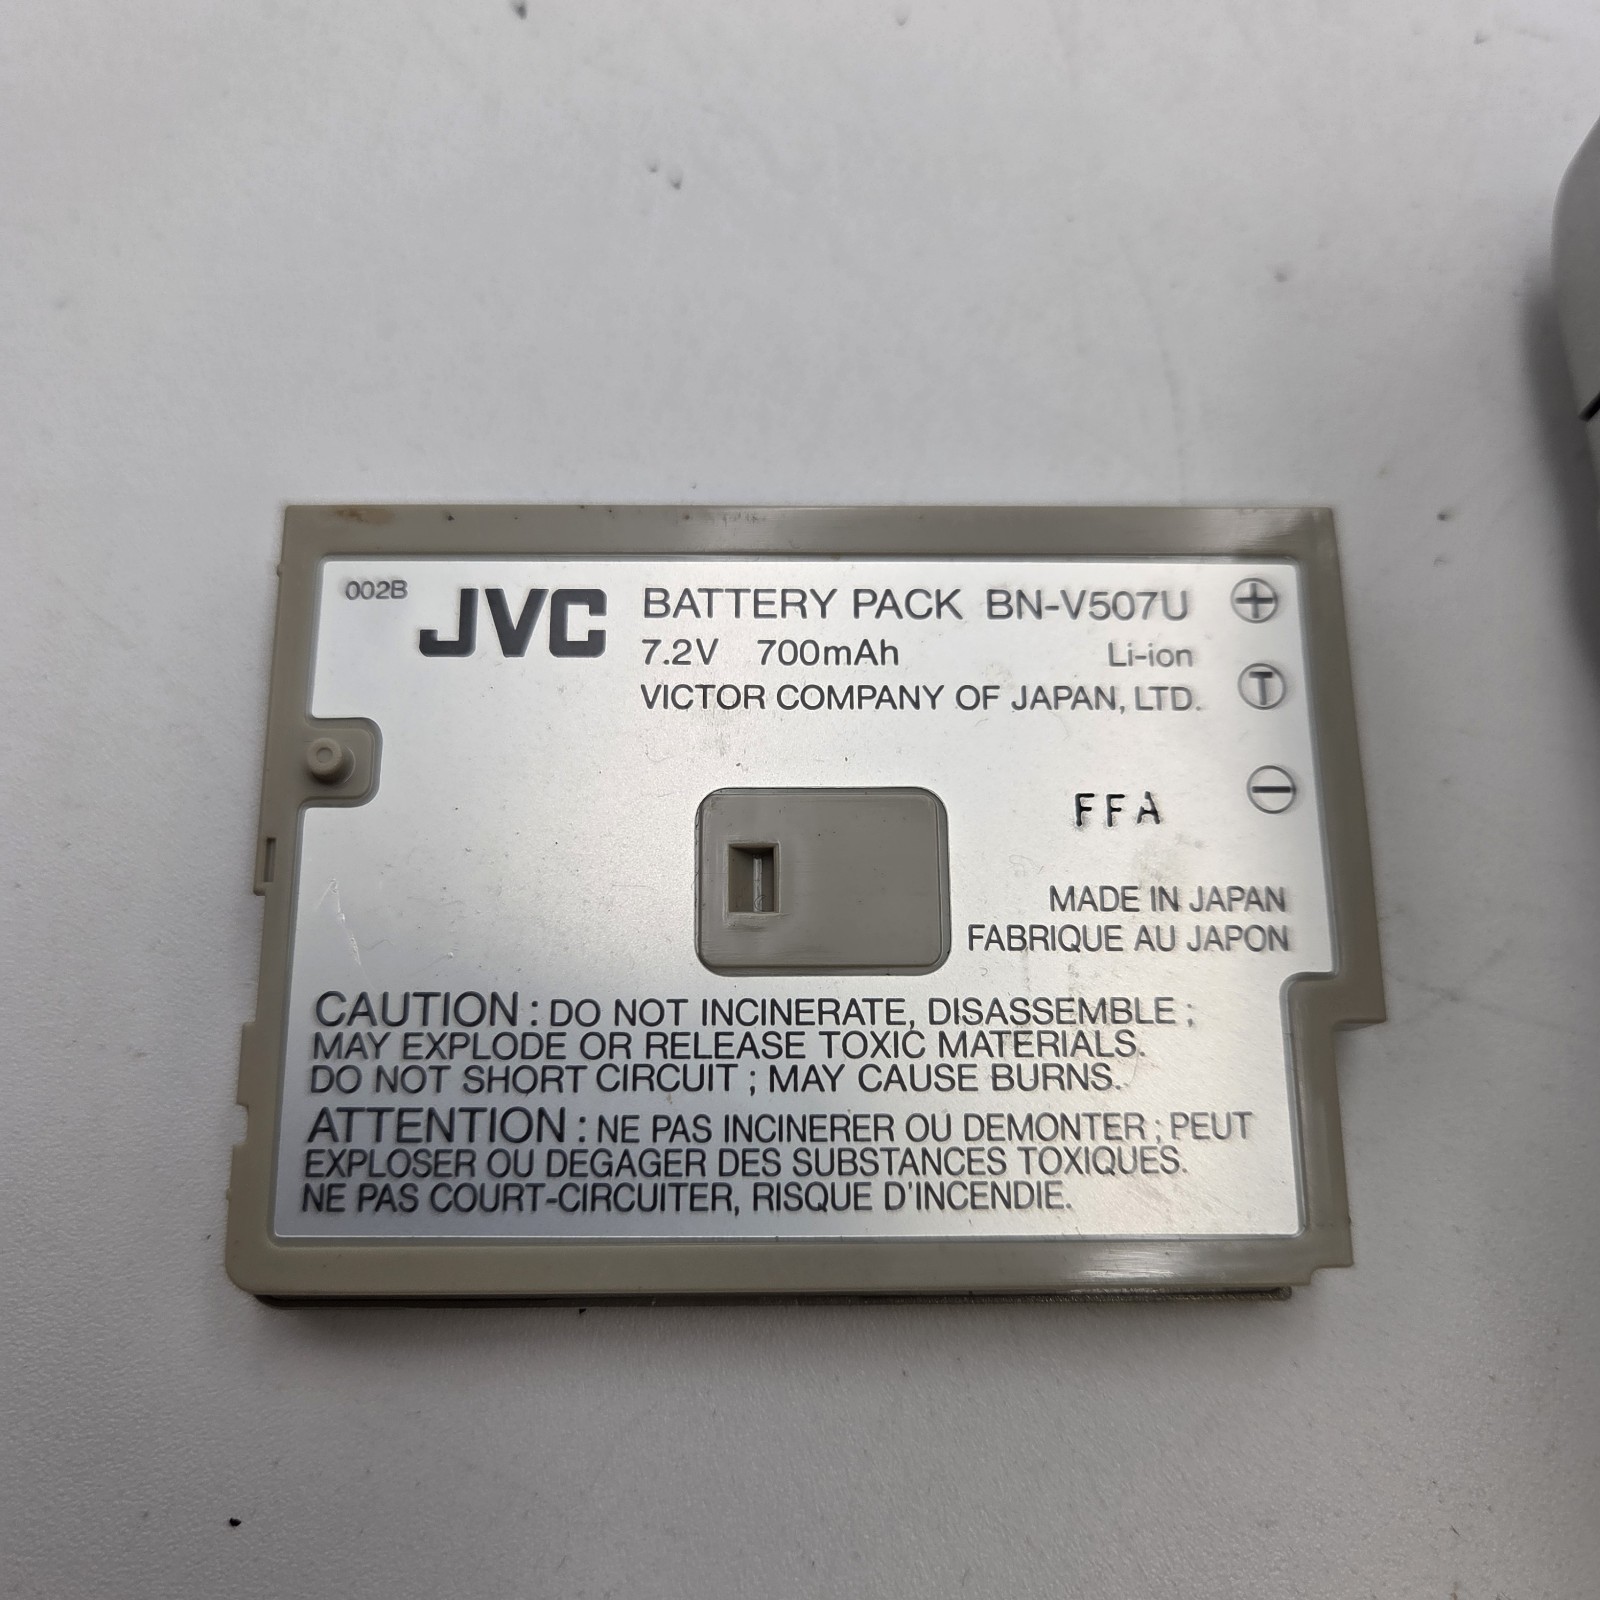 002B JVC BATTERY PACK BN-V507U +
7.2V 700mAh Li-ion
VICTOR COMPANY OF JAPAN, LTD. T
−
FFA
MADE IN JAPAN
FABRIQUE AU JAPON
CAUTION : DO NOT INCINERATE, DISASSEMBLE ;
MAY EXPLODE OR RELEASE TOXIC MATERIALS.
DO NOT SHORT CIRCUIT ; MAY CAUSE BURNS.
ATTENTION : NE PAS INCINERER OU DEMONTER ; PEUT
EXPLOSER OU DEGAGER DES SUBSTANCES TOXIQUES.
NE PAS COURT-CIRCUITER, RISQUE D'INCENDIE.